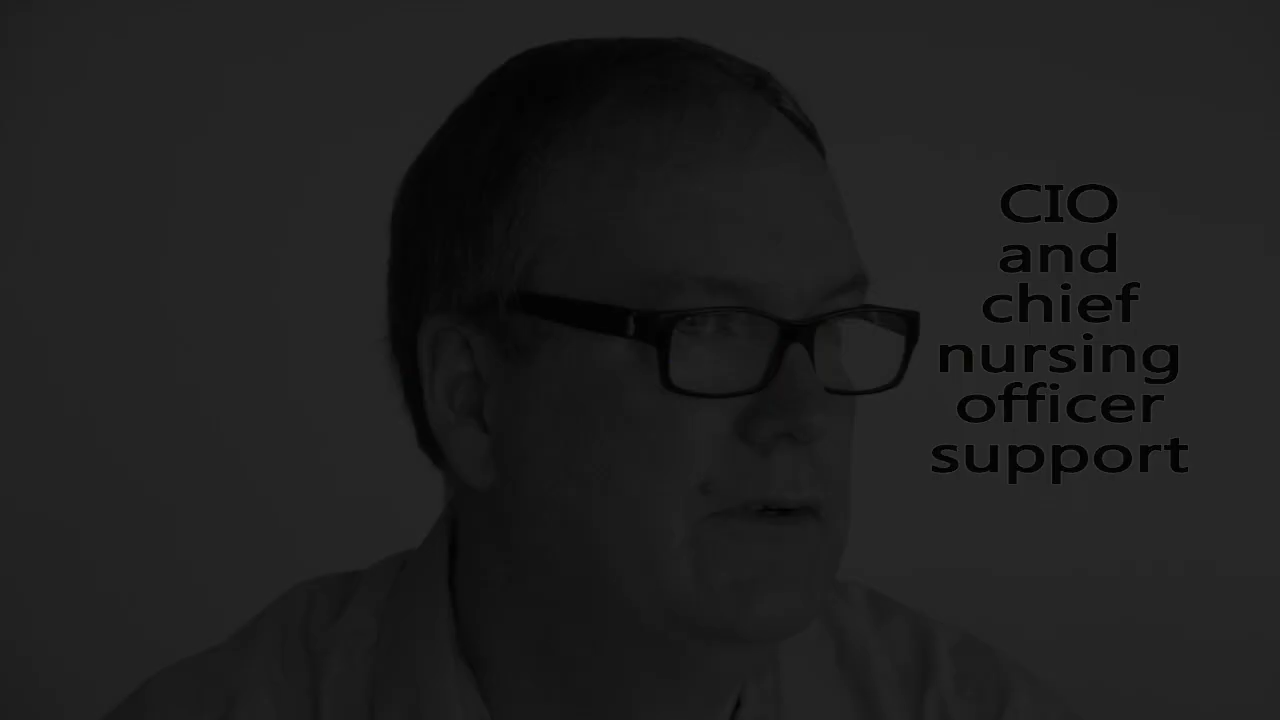 CIO
and
chief
nursing
officer
support